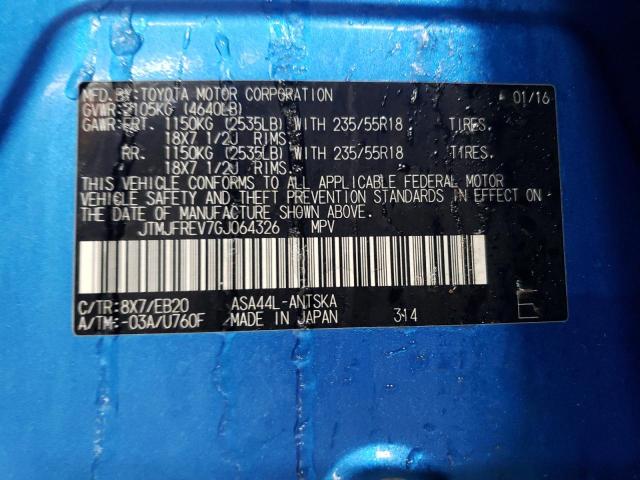 MFD. BY: TOYOTA MOTOR CORPORATION 01/16
GVWR: 2105KG (4640LB)
GAWR: FRT. 1150KG (2535LB) WITH 235/55R18 TIRES.
18X7 1/2J RIMS.
RR. 1150KG (2535LB) WITH 235/55R18 TIRES.
18X7 1/2J RIMS.
THIS VEHICLE CONFORMS TO ALL APPLICABLE FEDERAL MOTOR
VEHICLE SAFETY AND THEFT PREVENTION STANDARDS IN EFFECT ON
THE DATE OF MANUFACTURE SHOWN ABOVE.
JTMJFREV7GJ064326 MPV
C/TR: 8X7/EB20 ASA44L-ANTSKA
A/TM: -03A/U760F MADE IN JAPAN 314